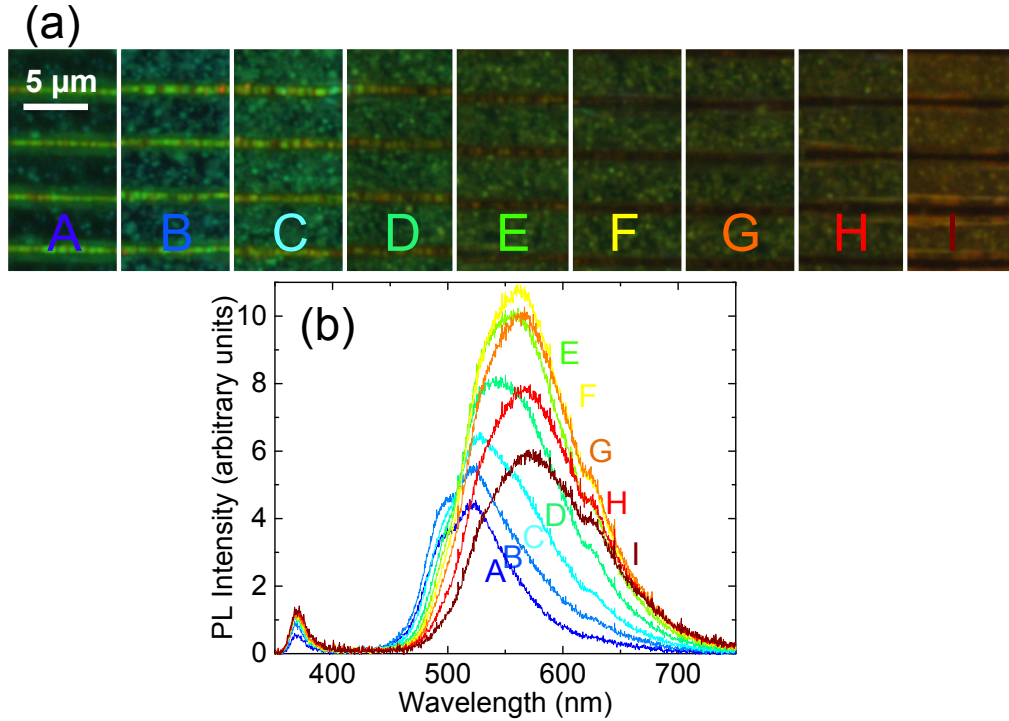 (a)
5 μm
A B C D E F G H I
(b)
PL Intensity (arbitrary units)
10
8
6
4
2
0
E
F
G
H
D
C
B
I
A
400 500 600 700
Wavelength (nm)